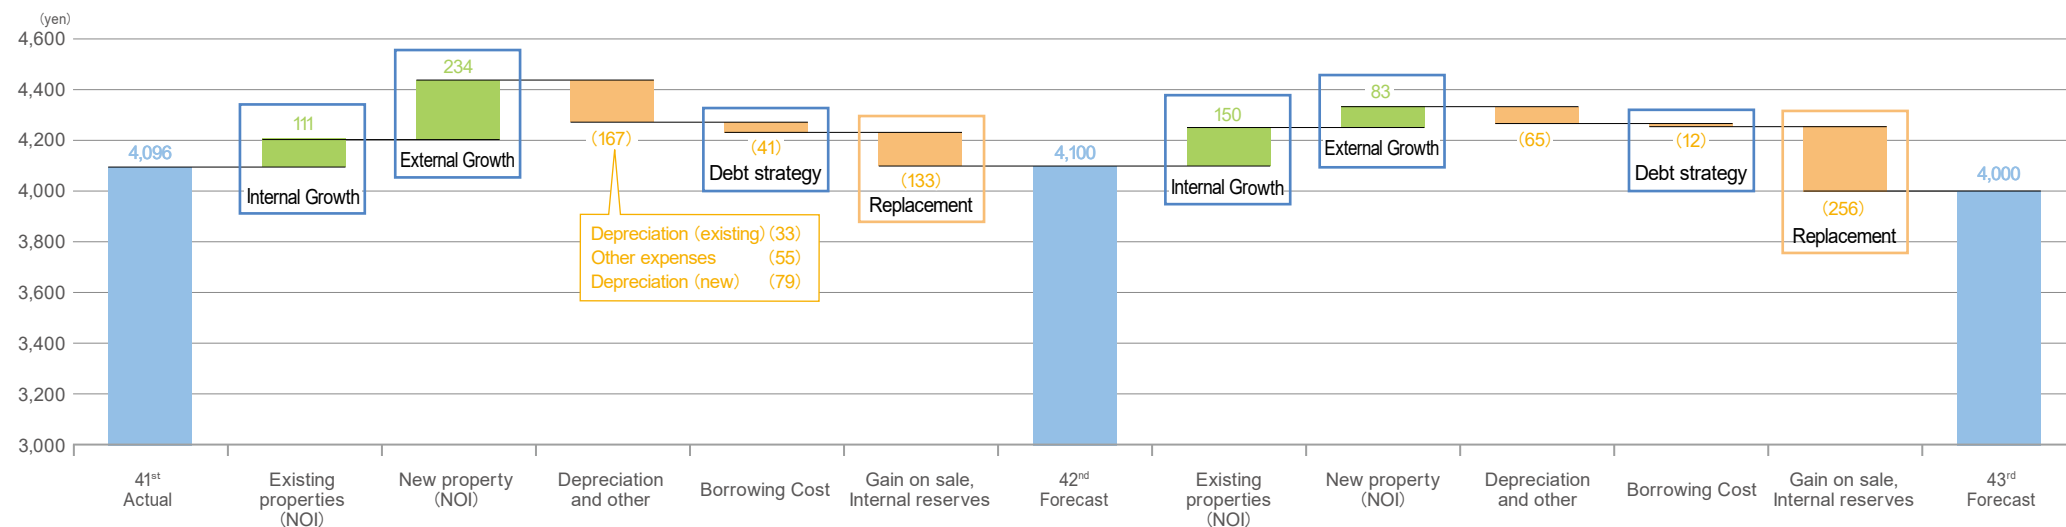 (yen)
4,600
4,400
4,200
4,000
3,800
3,600
3,400
3,200
3,000
4,096
111
Internal Growth
234
External Growth
(167)
Depreciation (existing) (33)
Other expenses (55)
Depreciation (new) (79)
(41)
Debt strategy
(133)
Replacement
4,100
150
Internal Growth
83
External Growth
(65)
(12)
Debt strategy
(256)
Replacement
4,000
41st
Actual
Existing
properties
(NOI)
New property
(NOI)
Depreciation
and other
Borrowing Cost
Gain on sale,
Internal reserves
42nd
Forecast
Existing
properties
(NOI)
New property
(NOI)
Depreciation
and other
Borrowing Cost
Gain on sale,
Internal reserves
43rd
Forecast